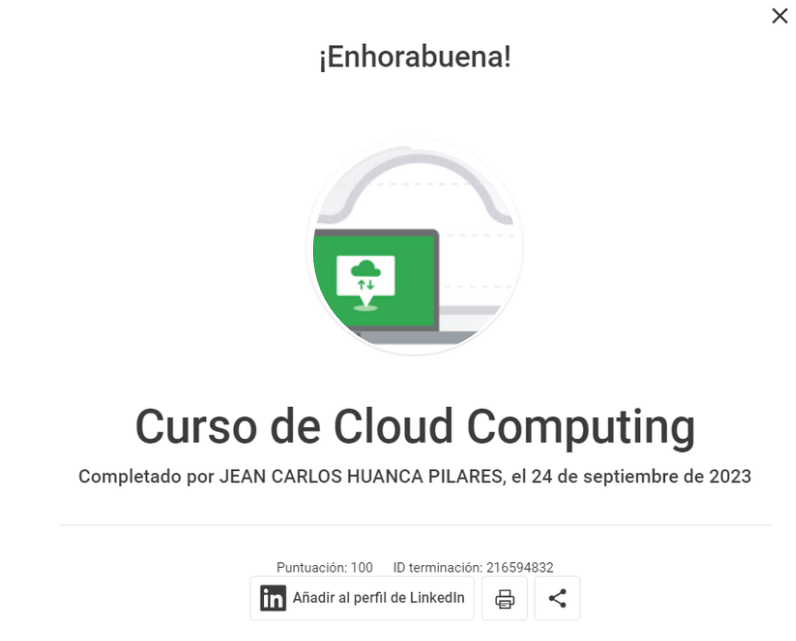 ¡Enhorabuena!
Curso de Cloud Computing
Completado por JEAN CARLOS HUANCA PILARES, el 24 de septiembre de 2023
Puntuación: 100 ID terminación: 216594832
in Añadir al perfil de LinkedIn